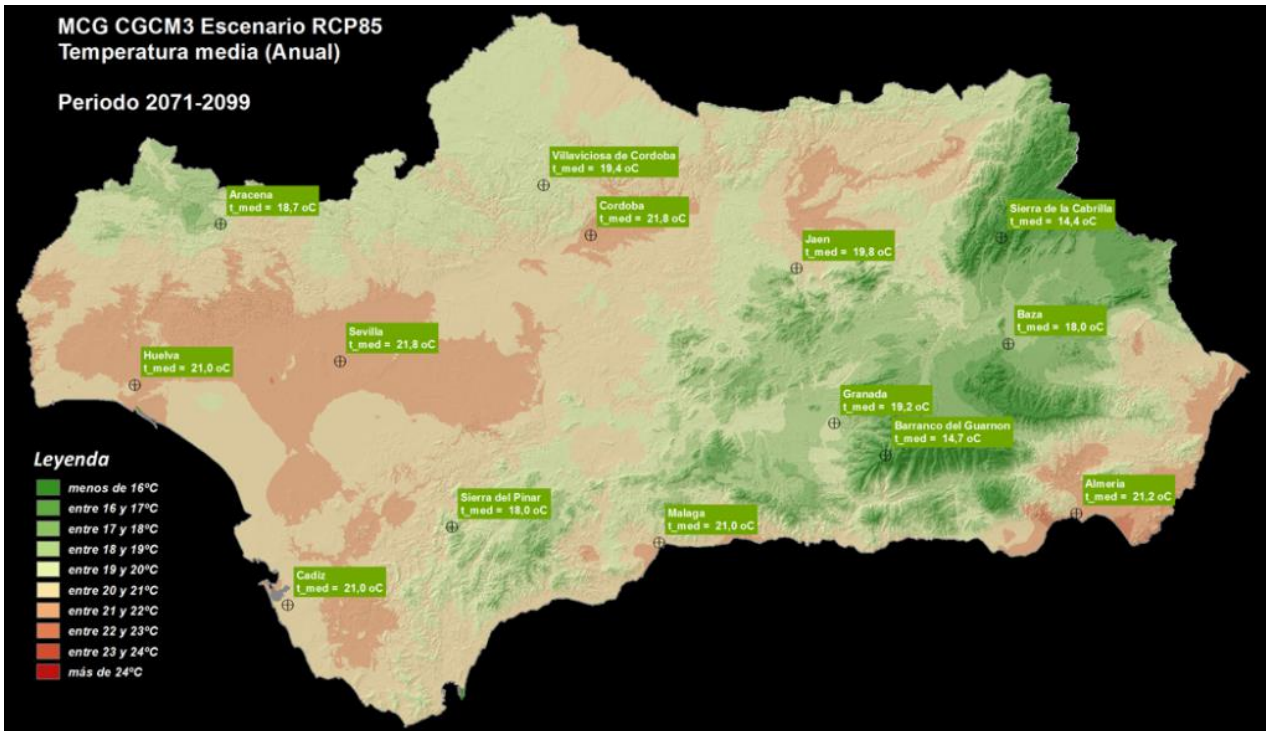 MCG CGCM3 Escenario RCP85
Temperatura media (Anual)
Periodo 2071-2099
Villaviciosa de Cordoba
t_med = 19,4 oC
Aracena
t_med = 18,7 oC
Cordoba
t_med = 21,8 oC
Sierra de la Cabrilla
t_med = 14,4 oC
Jaen
t_med = 19,8 oC
Baza
t_med = 18,0 oC
Sevilla
t_med = 21,8 oC
Huelva
t_med = 21,0 oC
Granada
t_med = 19,2 oC
Barranco del Guarnon
t_med = 14,7 oC
Almeria
t_med = 21,2 oC
Sierra del Pinar
t_med = 18,0 oC
Malaga
t_med = 21,0 oC
Cadiz
t_med = 21,0 oC
Leyenda
menos de 16ºC
entre 16 y 17ºC
entre 17 y 18ºC
entre 18 y 19ºC
entre 19 y 20ºC
entre 20 y 21ºC
entre 21 y 22ºC
entre 22 y 23ºC
entre 23 y 24ºC
más de 24ºC